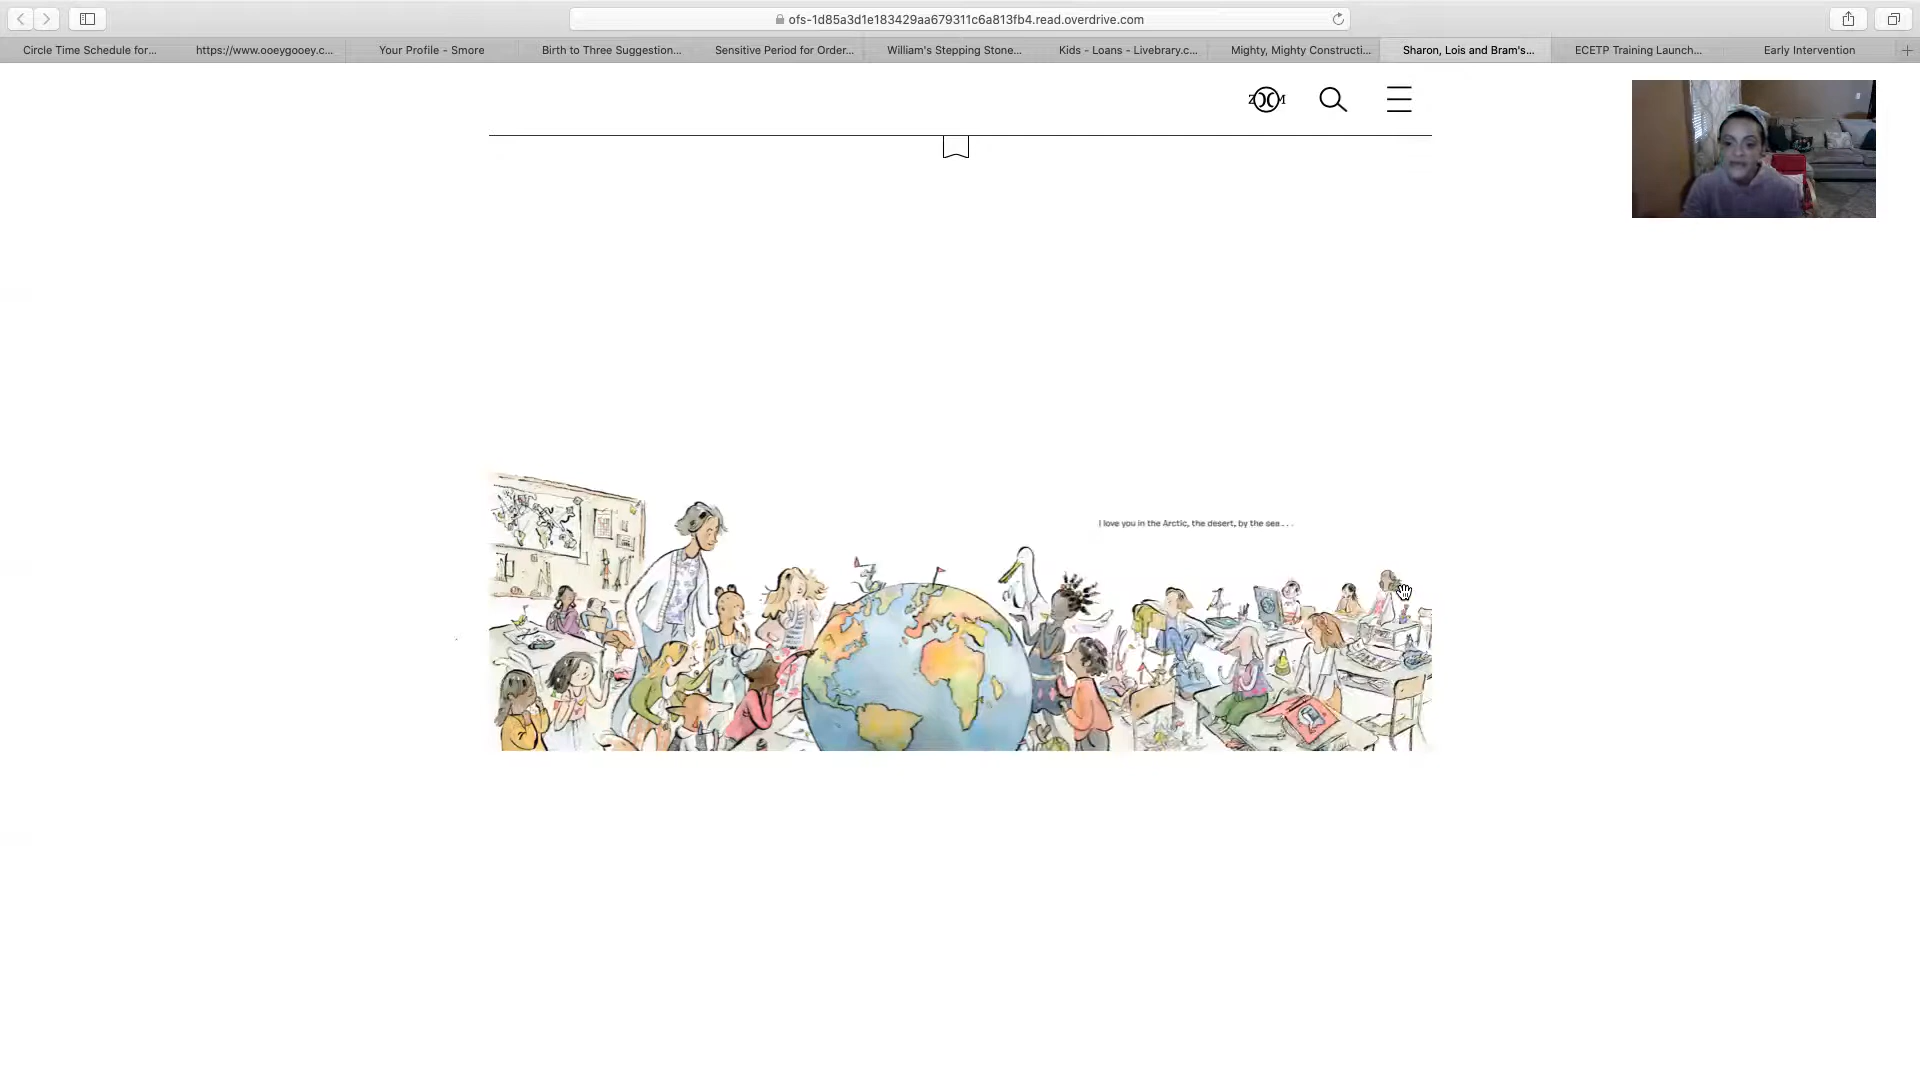 ofs-1d85a3d1e183429aa679311c6a813fb4.read.overdrive.com
Circle Time Schedule for...
https://www.ooeygooey.c...
Your Profile - Smore
Birth to Three Suggestion...
Sensitive Period for Order...
William's Stepping Stone...
Kids - Loans - Livebrary.c...
Mighty, Mighty Constructi...
Sharon, Lois and Bram's...
ECETP Training Launch...
Early Intervention
ZOOM
I love you in the Arctic, the desert, by the sea . . .